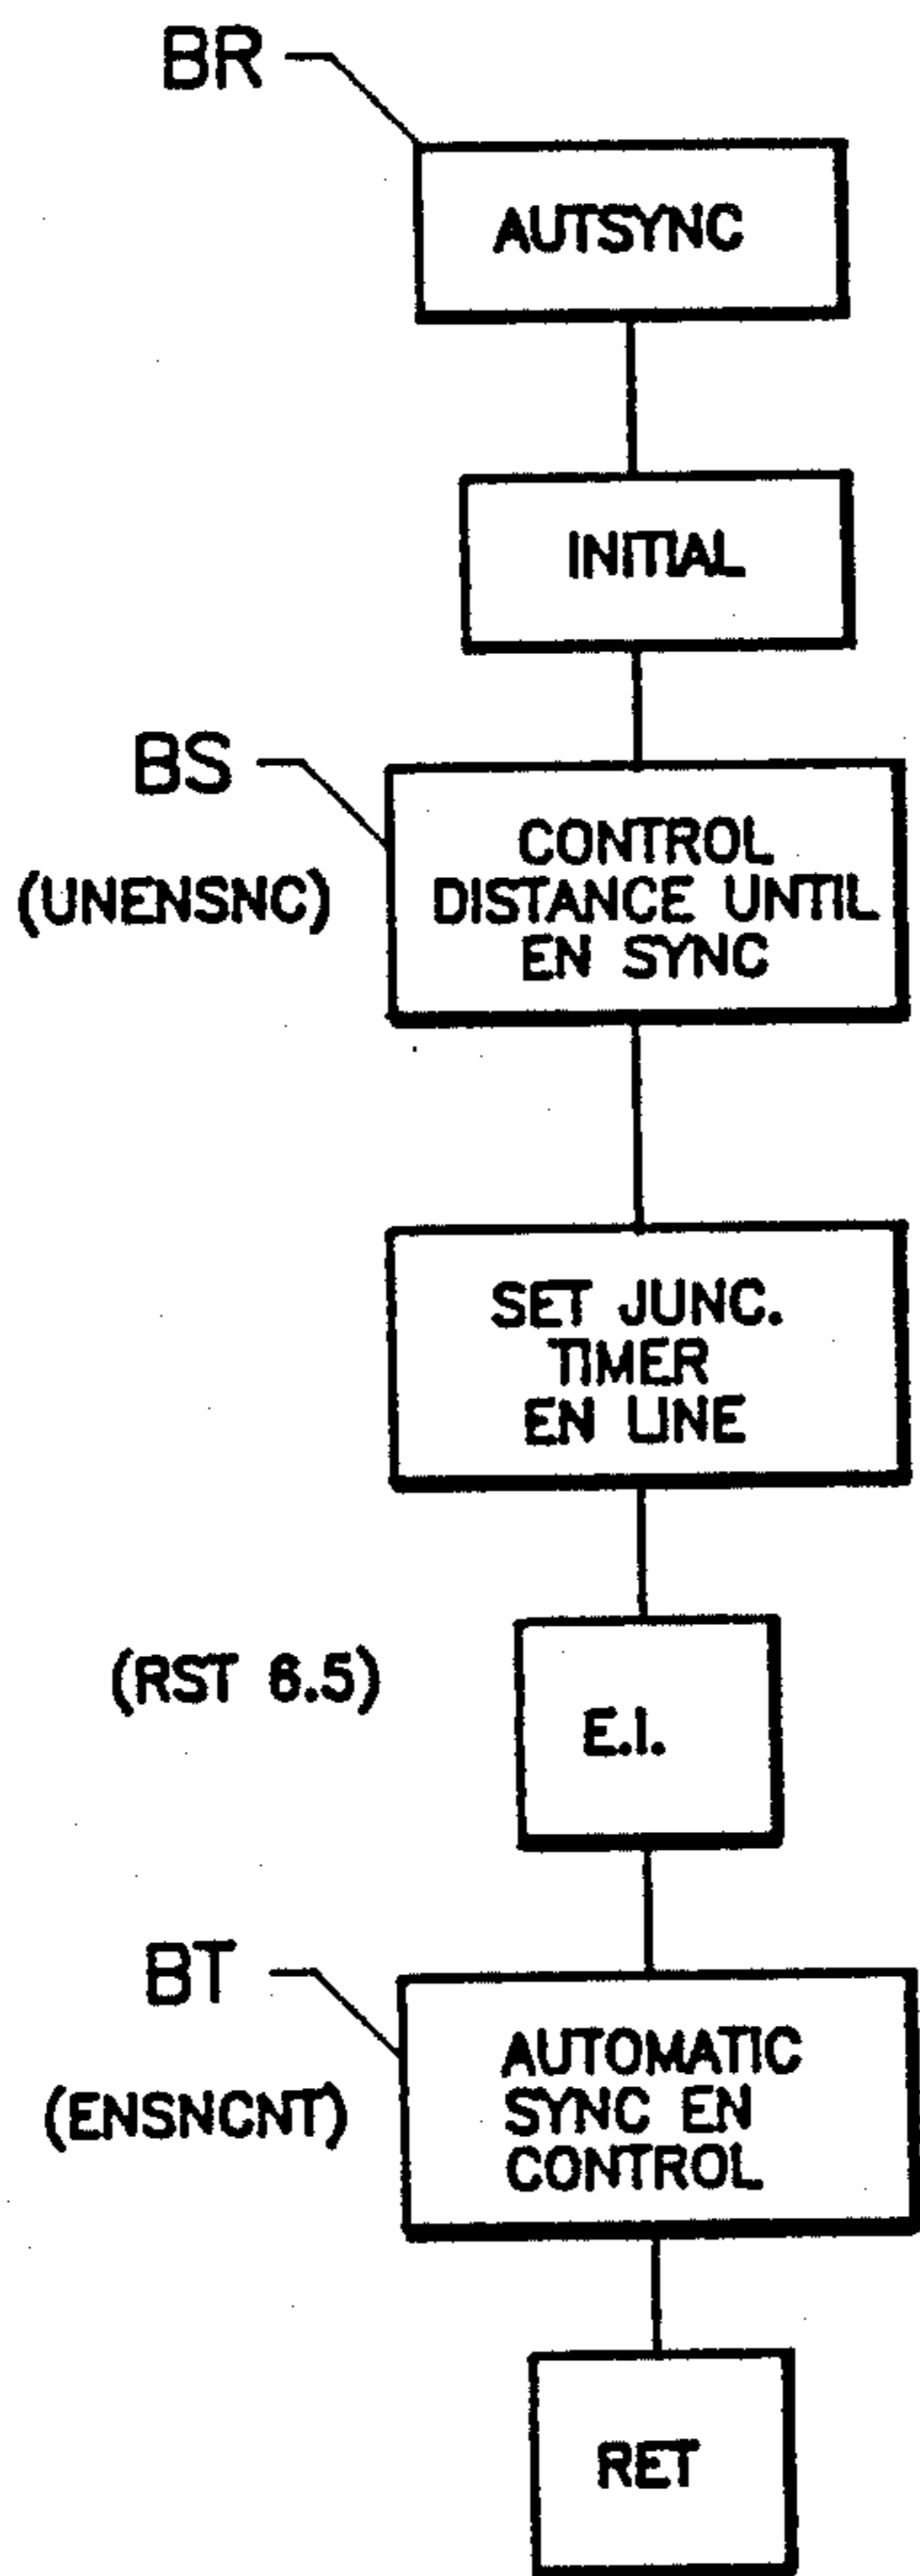 BR
AUTSYNC
INITIAL
BS
(UNENSNC)
CONTROL
DISTANCE UNTIL
EN SYNC
SET JUNC.
TIMER
EN LINE
(RST 6.5)
E.I.
BT
(ENSNCNT)
AUTOMATIC
SYNC EN
CONTROL
RET